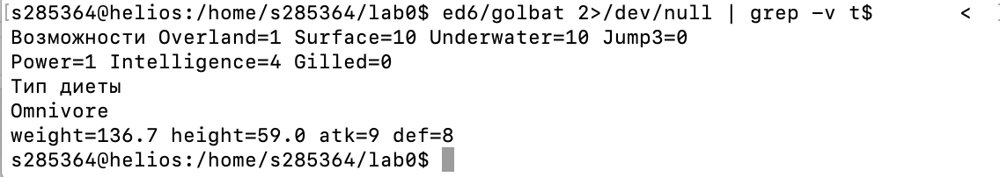 [s285364@helios:/home/s285364/lab0$ ed6/golbat 2>/dev/null | grep -v t$ <
Возможности Overland=1 Surface=10 Underwater=10 Jump3=0
Power=1 Intelligence=4 Gilled=0
Тип диеты
Omnivore
weight=136.7 height=59.0 atk=9 def=8
s285364@helios:/home/s285364/lab0$